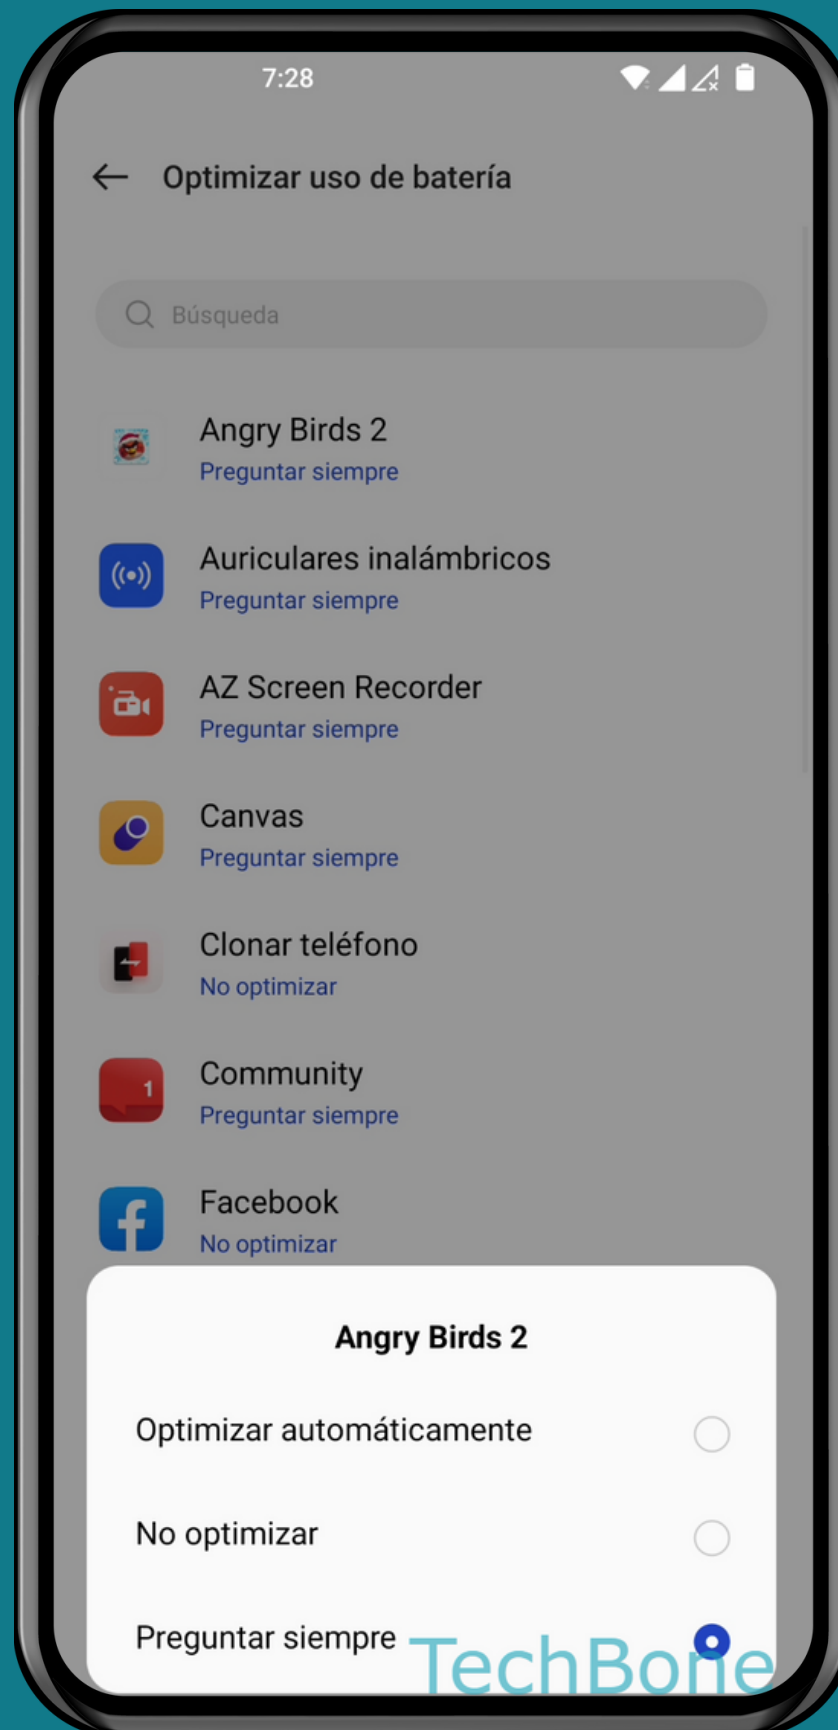 7:28
Optimizar uso de batería
Búsqueda
Angry Birds 2
Preguntar siempre
Auriculares inalámbricos
Preguntar siempre
AZ Screen Recorder
Preguntar siempre
Canvas
Preguntar siempre
Clonar teléfono
No optimizar
1
Community
Preguntar siempre
Facebook
No optimizar
Angry Birds 2
Optimizar automáticamente
No optimizar
Preguntar siempre
TechBone